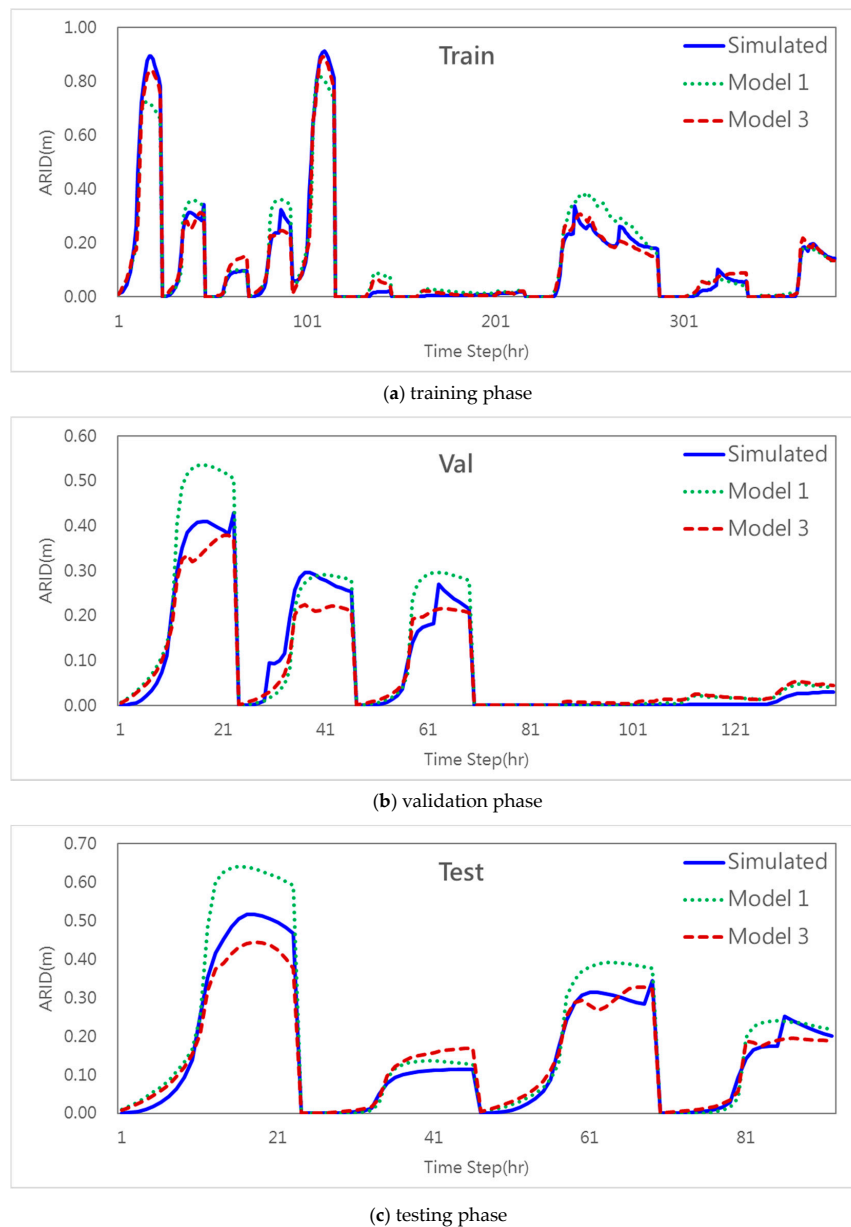 1.00
Train
Simulated
Model 1
Model 3
0.80
0.60
0.40
0.20
0.00
ARID(m)
1 101 201 301
Time Step(hr)
(a) training phase
0.60
Val
Simulated
Model 1
Model 3
0.50
0.40
0.30
0.20
0.10
0.00
ARID(m)
1 21 41 61 81 101 121
Time Step(hr)
(b) validation phase
0.70
Test
Simulated
Model 1
Model 3
0.60
0.50
0.40
0.30
0.20
0.10
0.00
ARID(m)
1 21 41 61 81
Time Step(hr)
(c) testing phase